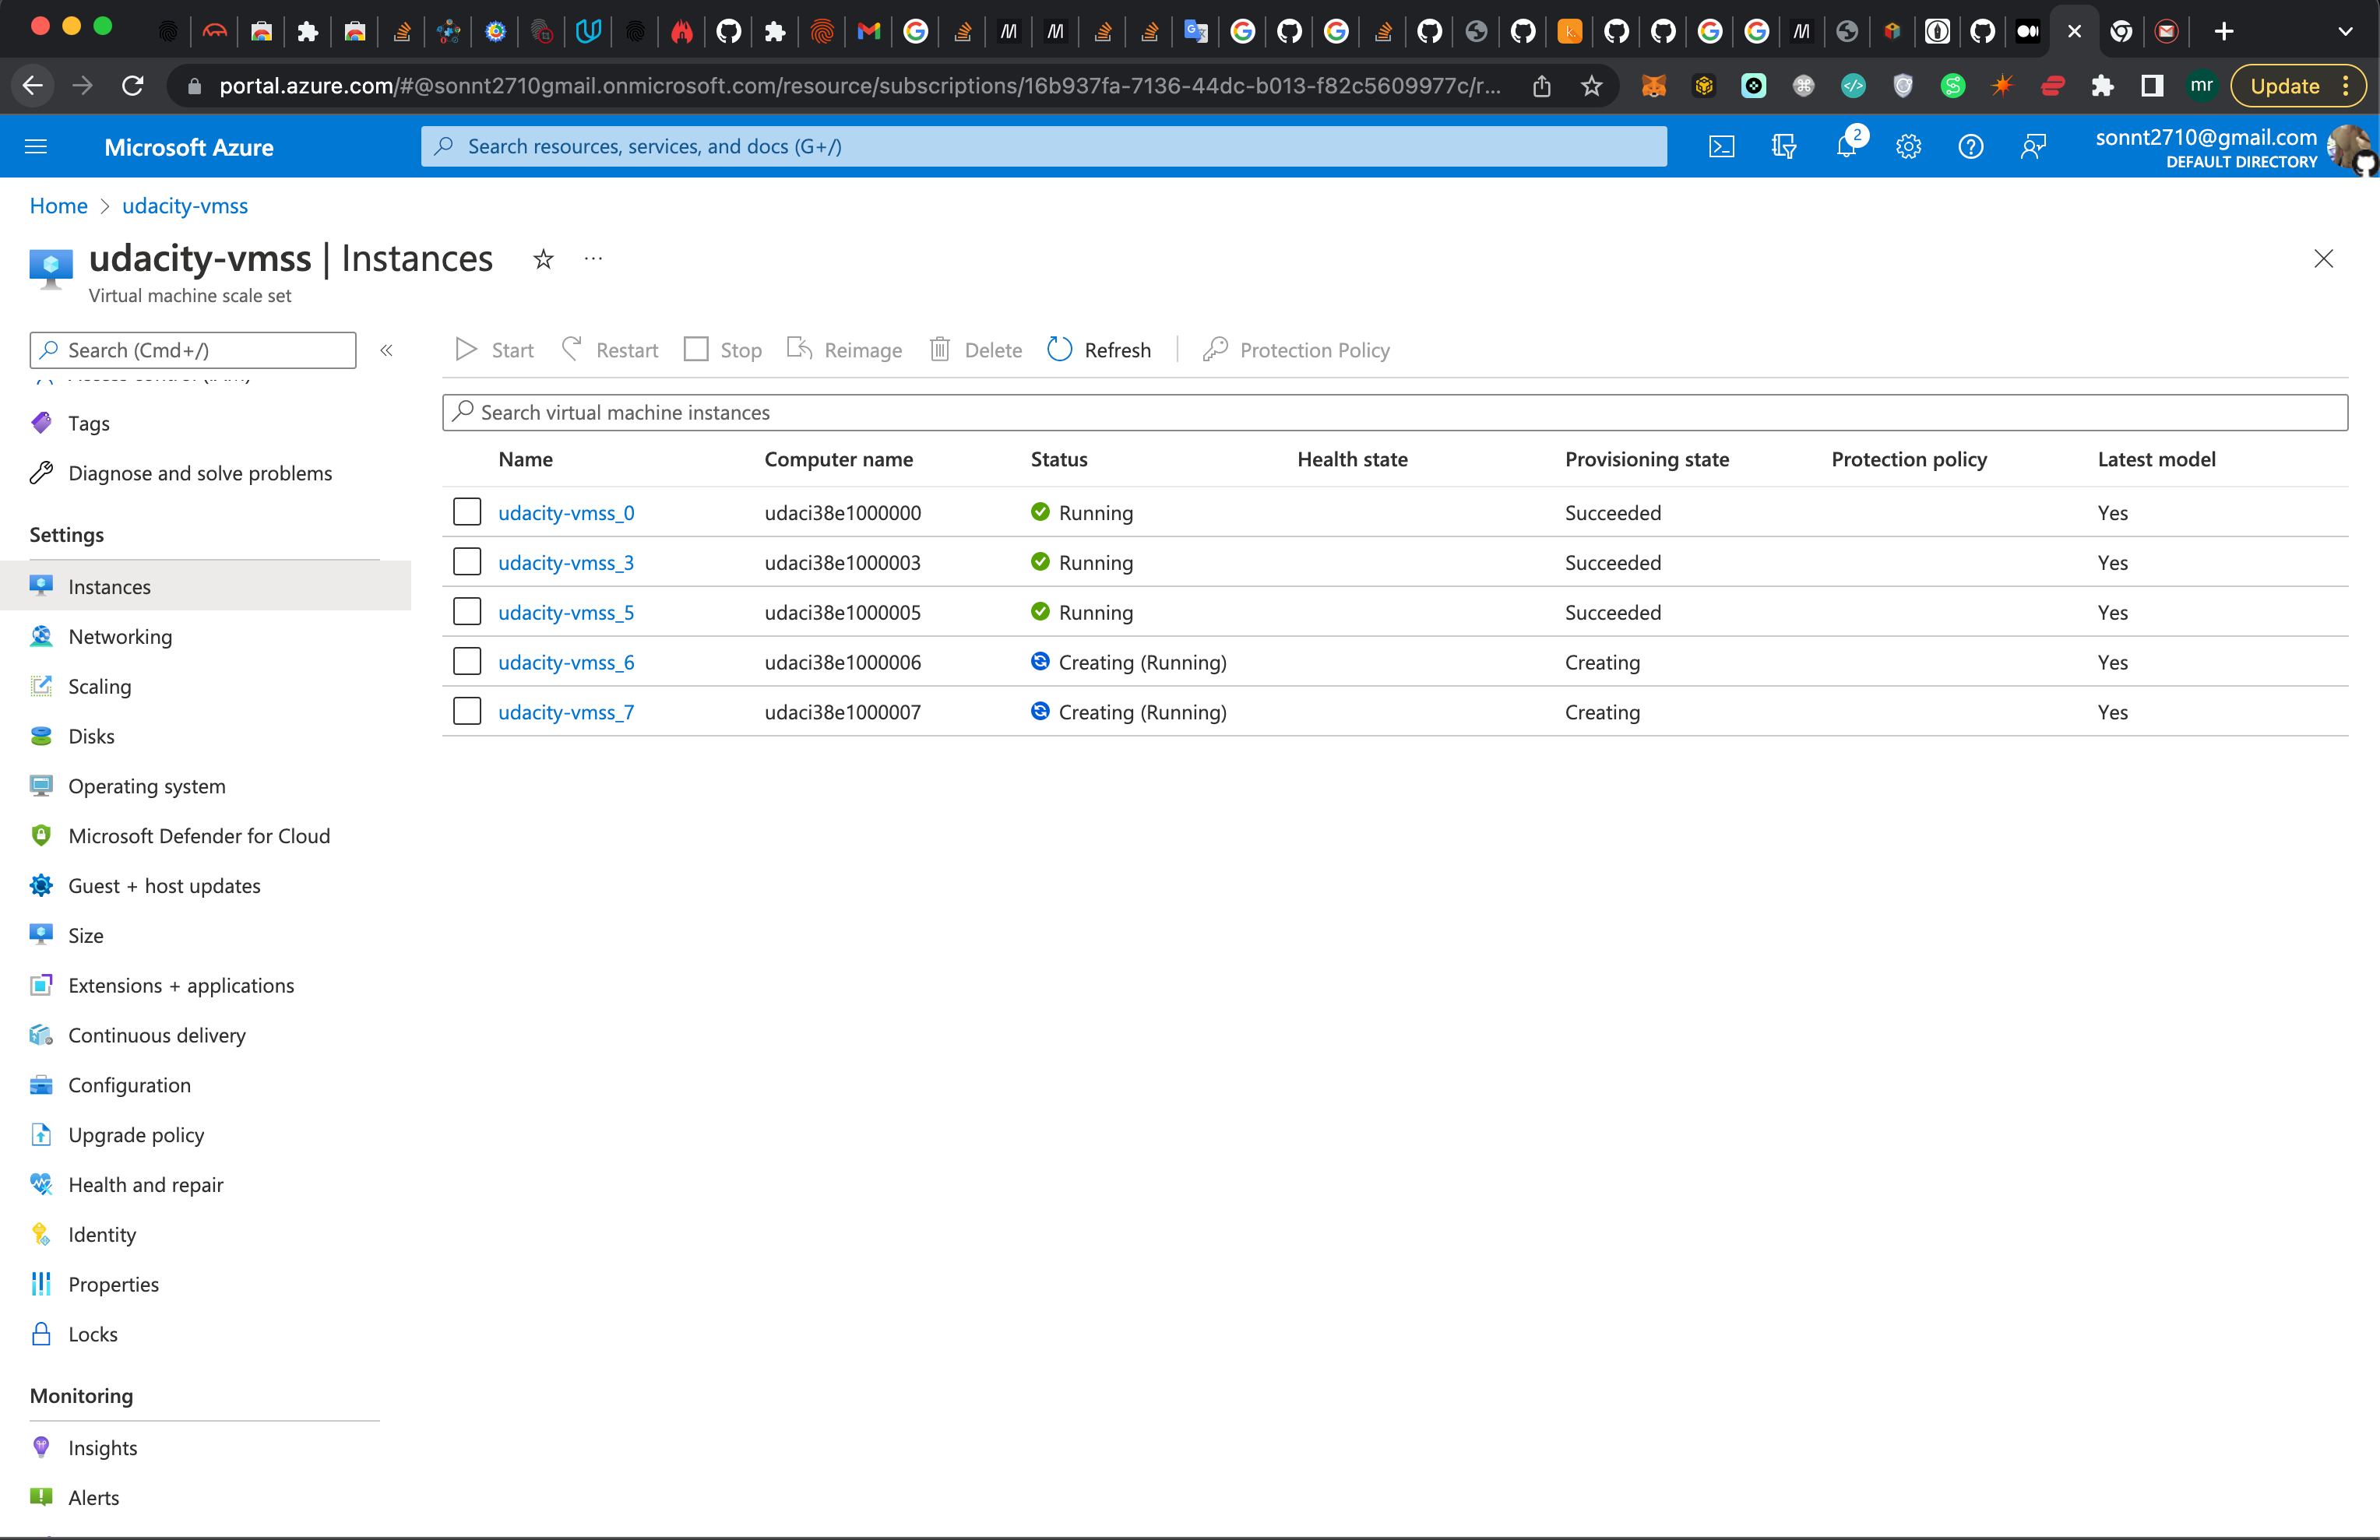 portal.azure.com/#@sonnt2710gmail.onmicrosoft.com/resource/subscriptions/16b937fa-7136-44dc-b013-f82c5609977c/r...
mr
Update
Microsoft Azure
Search resources, services, and docs (G+/)
2
sonnt2710@gmail.com
DEFAULT DIRECTORY
Home > udacity-vmss
udacity-vmss | Instances
Virtual machine scale set
Search (Cmd+/)
Start Restart Stop Reimage Delete Refresh Protection Policy
Tags
Diagnose and solve problems
Settings
Instances
Networking
Scaling
Disks
Operating system
Microsoft Defender for Cloud
Guest + host updates
Size
Extensions + applications
Continuous delivery
Configuration
Upgrade policy
Health and repair
Identity
Properties
Locks
Monitoring
Insights
Alerts
Search virtual machine instances
Name Computer name Status Health state Provisioning state Protection policy Latest model
udacity-vmss_0 udaci38e1000000 Running Succeeded Yes
udacity-vmss_3 udaci38e1000003 Running Succeeded Yes
udacity-vmss_5 udaci38e1000005 Running Succeeded Yes
udacity-vmss_6 udaci38e1000006 Creating (Running) Creating Yes
udacity-vmss_7 udaci38e1000007 Creating (Running) Creating Yes